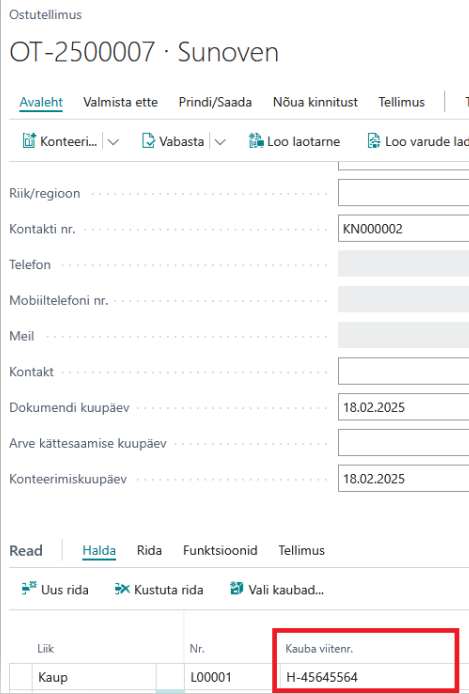 Ostutellimus
OT-2500007 · Sunoven
Avaleht Valmista ette Prindi/Saada Nõua kinnitust Tellimus
Konteeri... Vabasta Loo laotarne Loo varude
Riik/regioon
Kontakti nr. KN000002
Telefon
Mobiiltelefoni nr.
Meil
Kontakt
Dokumendi kuupäev 18.02.2025
Arve kättesaamise kuupäev
Konteerimiskuupäev 18.02.2025
Read Halda Rida Funktsioonid Tellimus
Uus rida Kustuta rida Vali kaubad...
Liik Nr. Kauba viitenr.
Kaup L00001 H-45645564